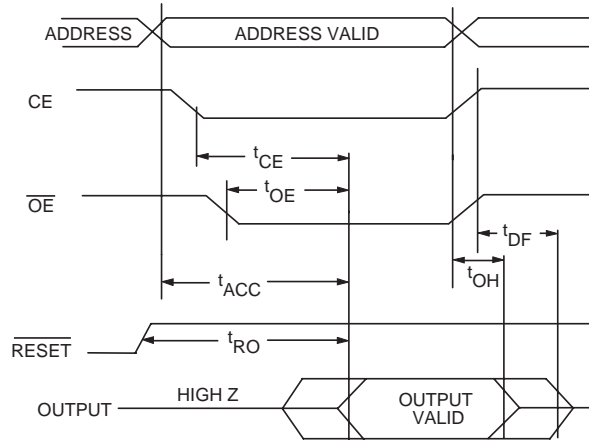 ADDRESS
ADDRESS VALID
CE
tCE
tOE
OE
tDF
tOH
tACC
RESET
tRO
OUTPUT
HIGH Z
OUTPUT
VALID